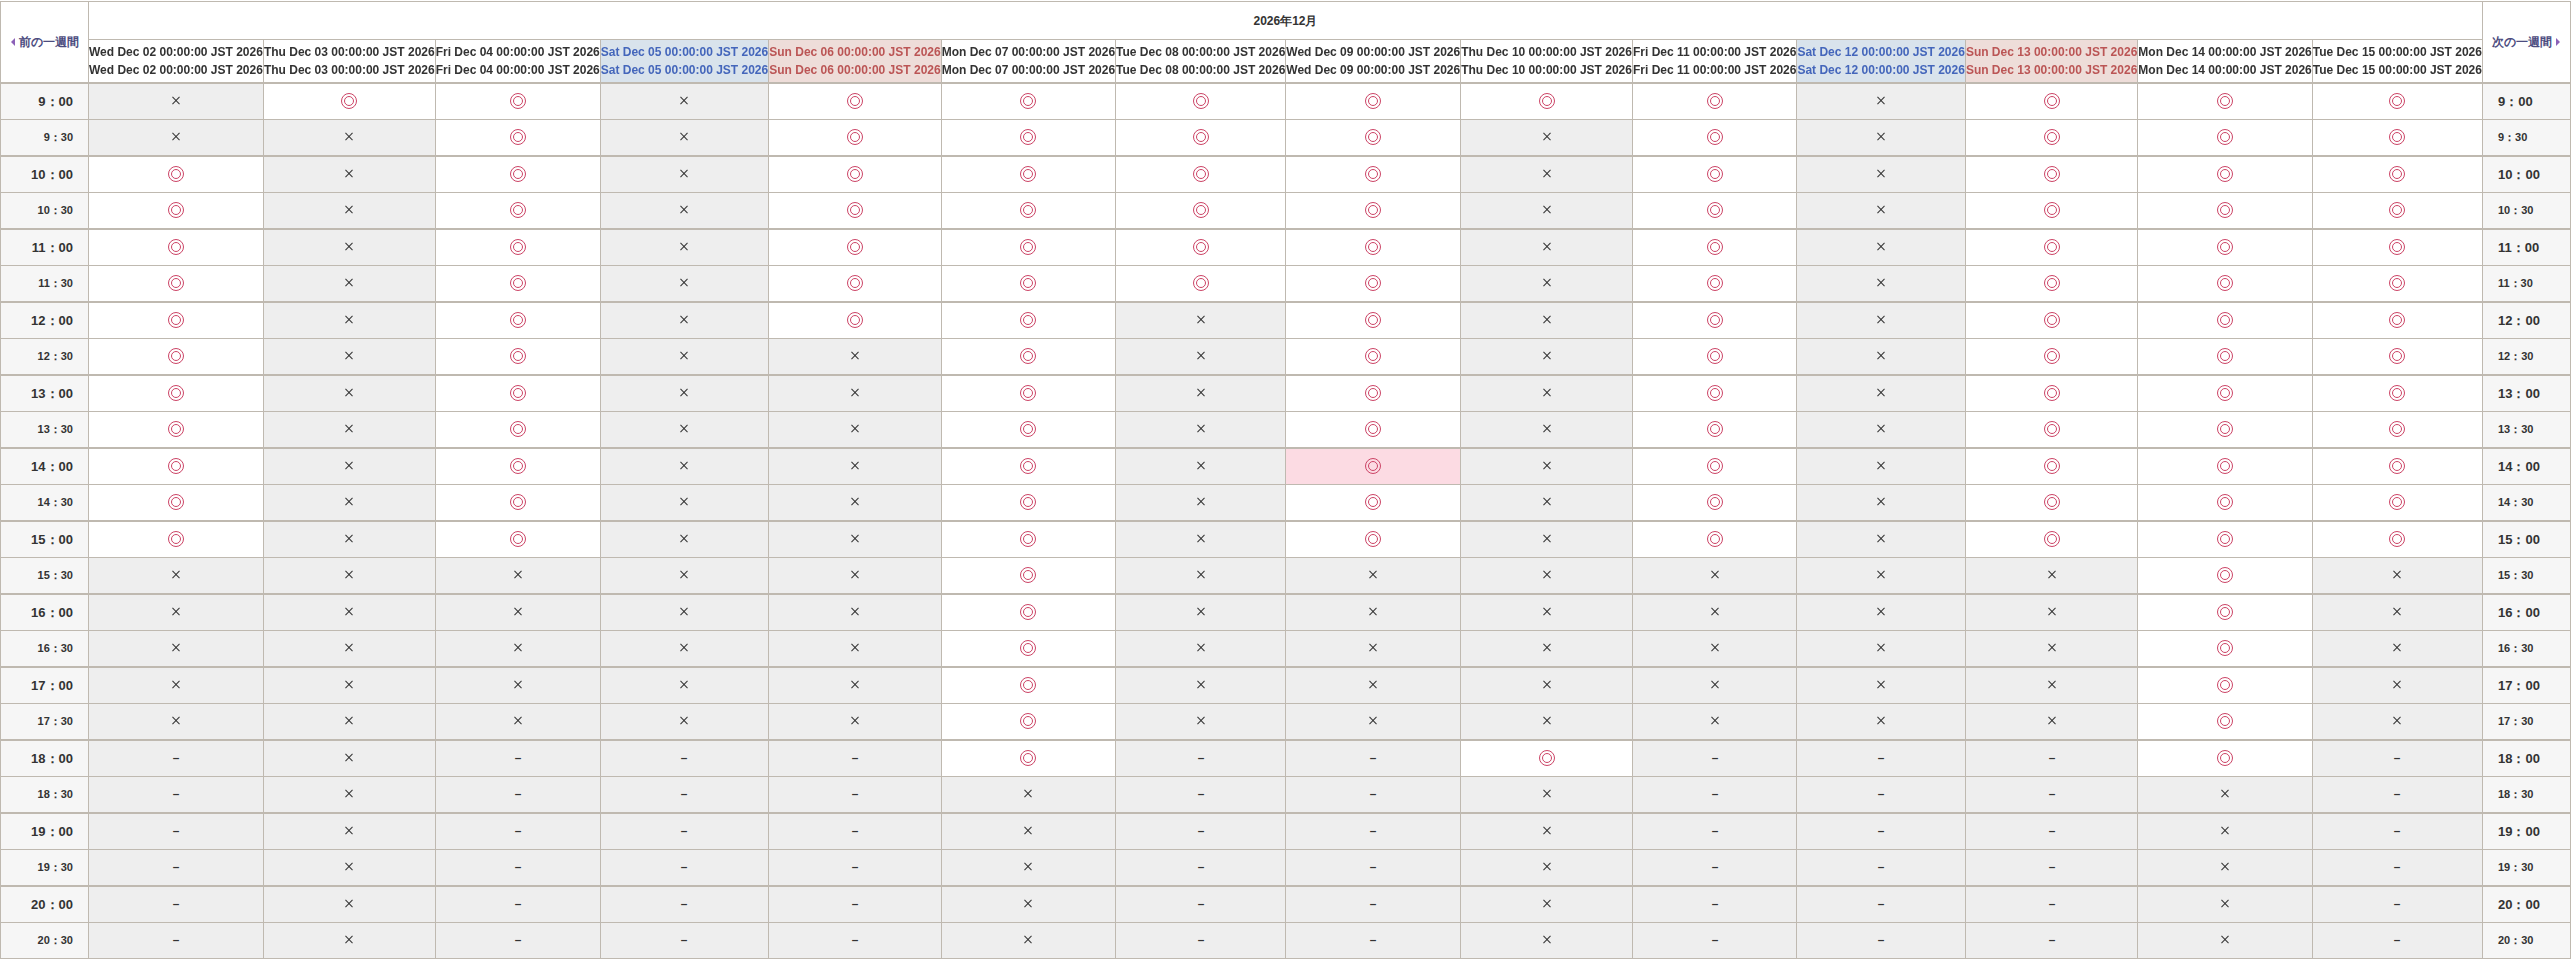 2026年12月
前の一週間 次の一週間
Wed Dec 02 00:00:00 JST 2026 Thu Dec 03 00:00:00 JST 2026 Fri Dec 04 00:00:00 JST 2026 Sat Dec 05 00:00:00 JST 2026 Sun Dec 06 00:00:00 JST 2026 Mon Dec 07 00:00:00 JST 2026 Tue Dec 08 00:00:00 JST 2026 Wed Dec 09 00:00:00 JST 2026 Thu Dec 10 00:00:00 JST 2026 Fri Dec 11 00:00:00 JST 2026 Sat Dec 12 00:00:00 JST 2026 Sun Dec 13 00:00:00 JST 2026 Mon Dec 14 00:00:00 JST 2026 Tue Dec 15 00:00:00 JST 2026
Wed Dec 02 00:00:00 JST 2026 Thu Dec 03 00:00:00 JST 2026 Fri Dec 04 00:00:00 JST 2026 Sat Dec 05 00:00:00 JST 2026 Sun Dec 06 00:00:00 JST 2026 Mon Dec 07 00:00:00 JST 2026 Tue Dec 08 00:00:00 JST 2026 Wed Dec 09 00:00:00 JST 2026 Thu Dec 10 00:00:00 JST 2026 Fri Dec 11 00:00:00 JST 2026 Sat Dec 12 00:00:00 JST 2026 Sun Dec 13 00:00:00 JST 2026 Mon Dec 14 00:00:00 JST 2026 Tue Dec 15 00:00:00 JST 2026
9：00 × ◎ ◎ × ◎ ◎ ◎ ◎ ◎ ◎ × ◎ ◎ ◎ 9：00
9：30 × × ◎ × ◎ ◎ ◎ ◎ × ◎ × ◎ ◎ ◎ 9：30
10：00 ◎ × ◎ × ◎ ◎ ◎ ◎ × ◎ × ◎ ◎ ◎ 10：00
10：30 ◎ × ◎ × ◎ ◎ ◎ ◎ × ◎ × ◎ ◎ ◎ 10：30
11：00 ◎ × ◎ × ◎ ◎ ◎ ◎ × ◎ × ◎ ◎ ◎ 11：00
11：30 ◎ × ◎ × ◎ ◎ ◎ ◎ × ◎ × ◎ ◎ ◎ 11：30
12：00 ◎ × ◎ × ◎ ◎ × ◎ × ◎ × ◎ ◎ ◎ 12：00
12：30 ◎ × ◎ × × ◎ × ◎ × ◎ × ◎ ◎ ◎ 12：30
13：00 ◎ × ◎ × × ◎ × ◎ × ◎ × ◎ ◎ ◎ 13：00
13：30 ◎ × ◎ × × ◎ × ◎ × ◎ × ◎ ◎ ◎ 13：30
14：00 ◎ × ◎ × × ◎ × ◎ × ◎ × ◎ ◎ ◎ 14：00
14：30 ◎ × ◎ × × ◎ × ◎ × ◎ × ◎ ◎ ◎ 14：30
15：00 ◎ × ◎ × × ◎ × ◎ × ◎ × ◎ ◎ ◎ 15：00
15：30 × × × × × ◎ × × × × × × ◎ × 15：30
16：00 × × × × × ◎ × × × × × × ◎ × 16：00
16：30 × × × × × ◎ × × × × × × ◎ × 16：30
17：00 × × × × × ◎ × × × × × × ◎ × 17：00
17：30 × × × × × ◎ × × × × × × ◎ × 17：30
18：00 − × − − − ◎ − − ◎ − − − ◎ − 18：00
18：30 − × − − − × − − × − − − × − 18：30
19：00 − × − − − × − − × − − − × − 19：00
19：30 − × − − − × − − × − − − × − 19：30
20：00 − × − − − × − − × − − − × − 20：00
20：30 − × − − − × − − × − − − × − 20：30